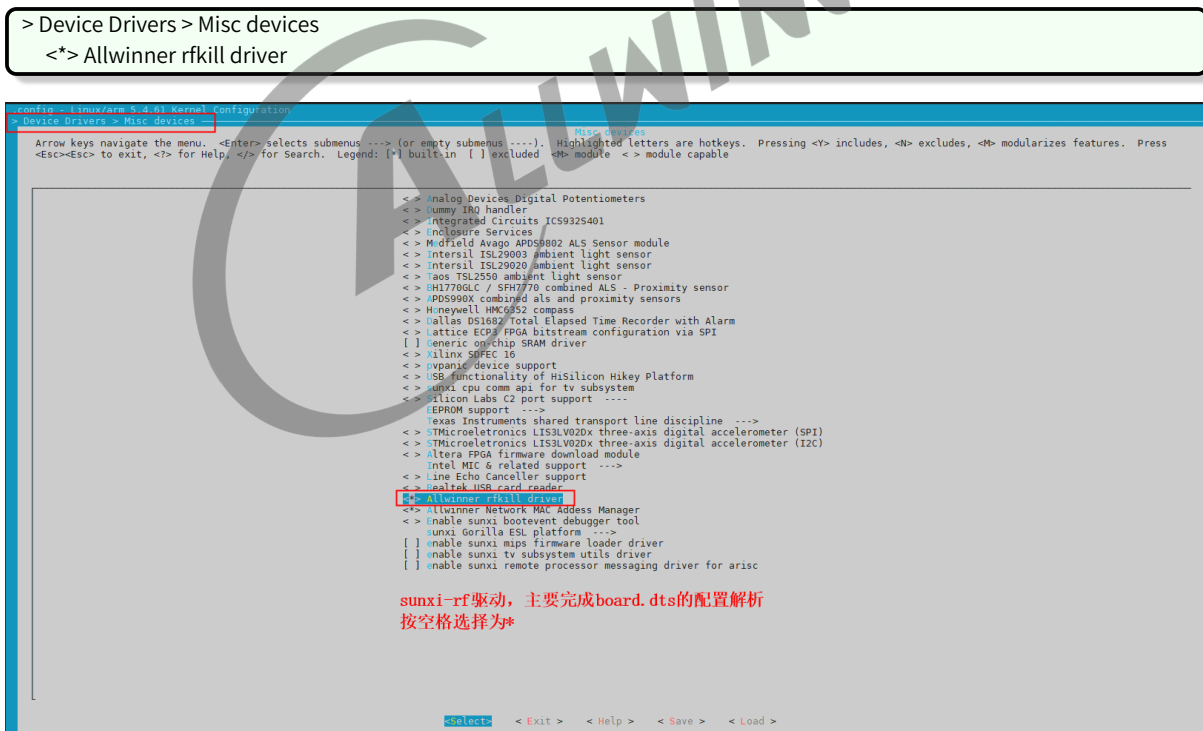 > Device Drivers > Misc devices
<*> Allwinner rfkill driver
.config - Linux/arm 5.4.61 Kernel Configuration
> Device Drivers > Misc devices
Misc devices
Arrow keys navigate the menu. <Enter> selects submenus ---> (or empty submenus ----). Highlighted letters are hotkeys. Pressing <Y> includes, <N> excludes, <M> modularizes features. Press
<Esc><Esc> to exit, <?> for Help, </> for Search. Legend: [*] built-in [ ] excluded <M> module < > module capable
< > Analog Devices Digital Potentiometers
< > Dummy IRQ handler
< > Integrated Circuits ICS932S401
< > Enclosure Services
< > Medfield Avago APDS9802 ALS Sensor module
< > Intersil ISL29003 ambient light sensor
< > Intersil ISL29020 ambient light sensor
< > Taos TSL2550 ambient light sensor
< > BH1770GLC / SFH7770 combined ALS - Proximity sensor
< > APDS990X combined als and proximity sensors
< > Honeywell HMC6352 compass
< > Dallas DS1682 Total Elapsed Time Recorder with Alarm
< > Lattice ECP3 FPGA bitstream configuration via SPI
[ ] Generic on-chip SRAM driver
< > Xilinx SDFEC 16
< > pvpanic device support
< > USB functionality of HiSilicon Hikey Platform
< > sunxi cpu comm api for tv subsystem
< > Silicon Labs C2 port support ----
EEPROM support --->
Texas Instruments shared transport line discipline --->
< > STMicroeletronics LIS3LV02Dx three-axis digital accelerometer (SPI)
< > STMicroeletronics LIS3LV02Dx three-axis digital accelerometer (I2C)
< > Altera FPGA firmware download module
Intel MIC & related support --->
< > Line Echo Canceller support
< > Realtek USB card reader
<*> Allwinner rfkill driver
<*> Allwinner Network MAC Addess Manager
< > Enable sunxi bootevent debugger tool
sunxi Gorilla ESL platform --->
[ ] enable sunxi mips firmware loader driver
[ ] enable sunxi tv subsystem utils driver
[ ] enable sunxi remote processor messaging driver for arisc
sunxi-rf驱动，主要完成board.dts的配置解析
按空格选择为*
<Select> < Exit > < Help > < Save > < Load >